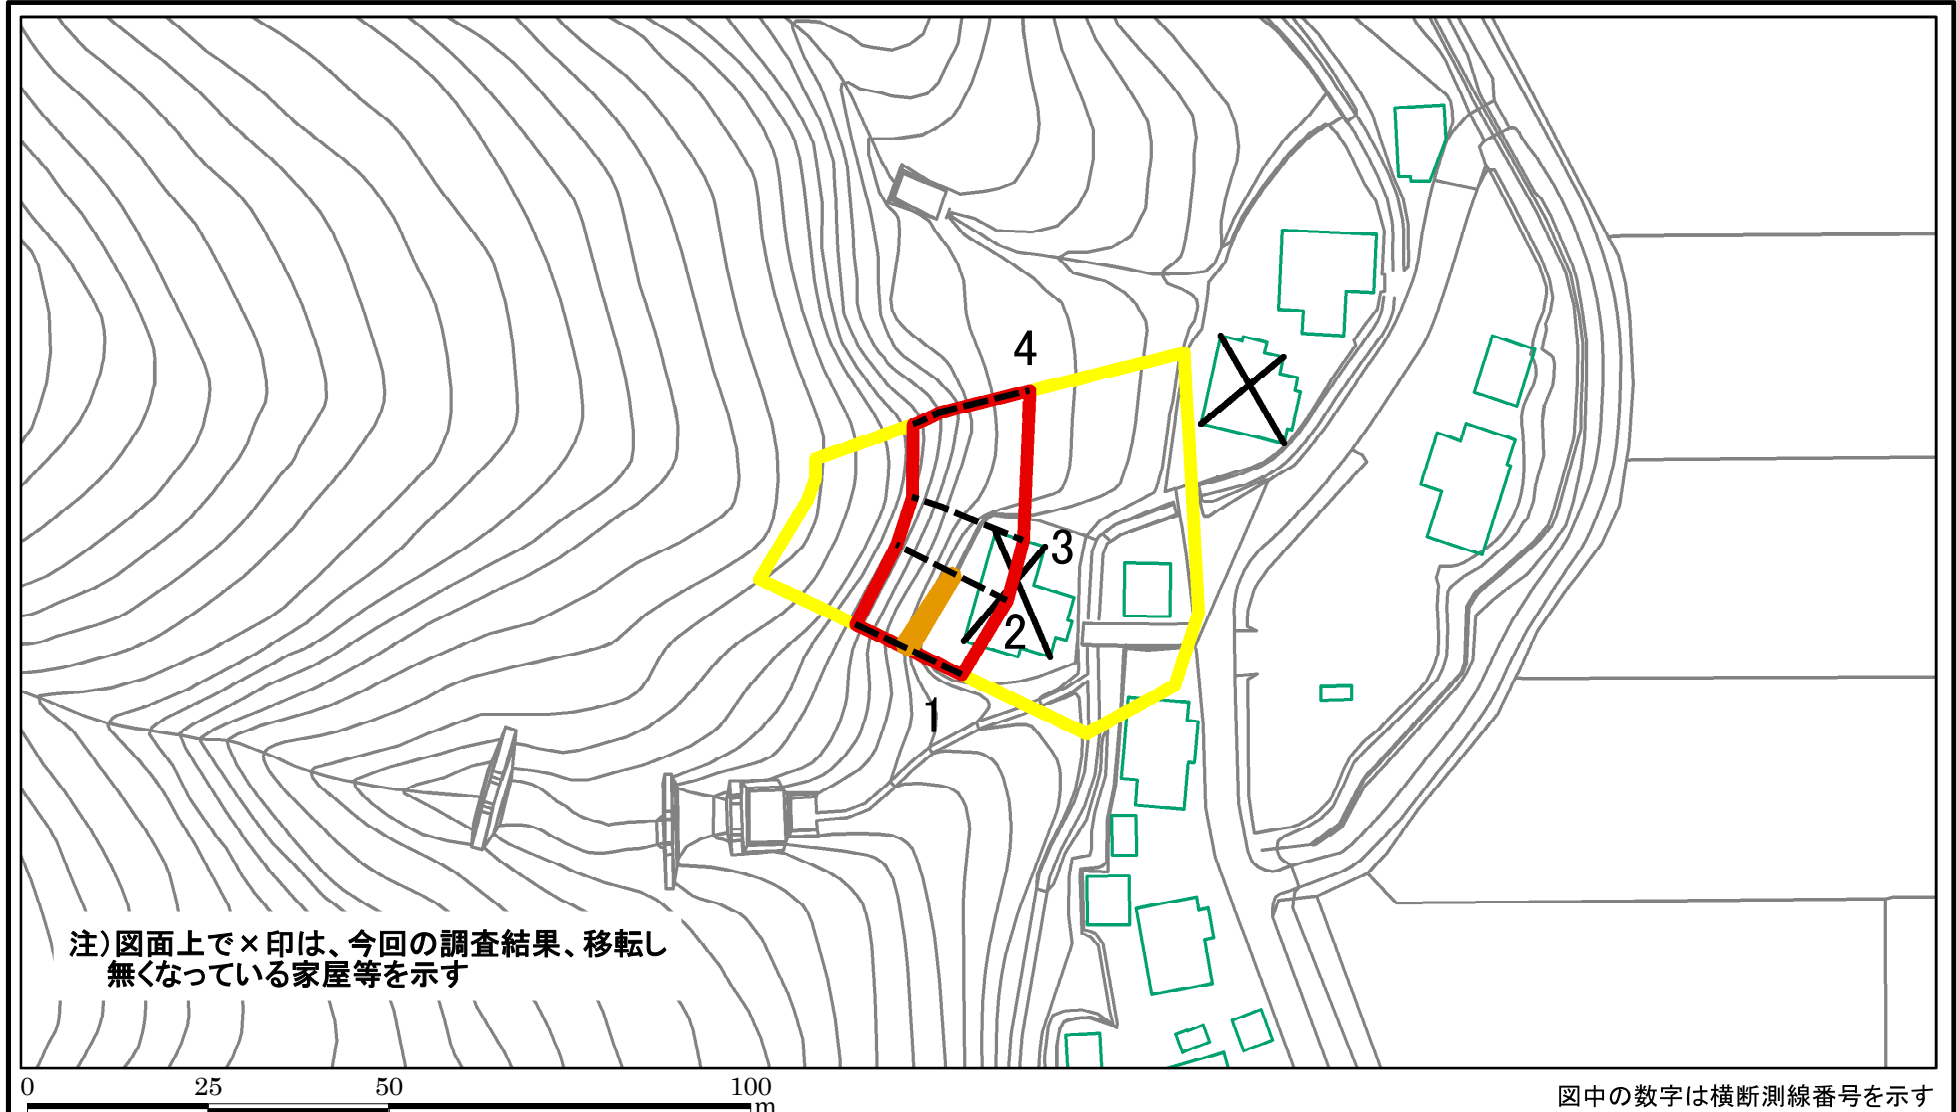 4
3
2
1
注)図面上で×印は、今回の調査結果、移転し
無くなっている家屋等を示す
0 25 50 100
m
図中の数字は横断測線番号を示す